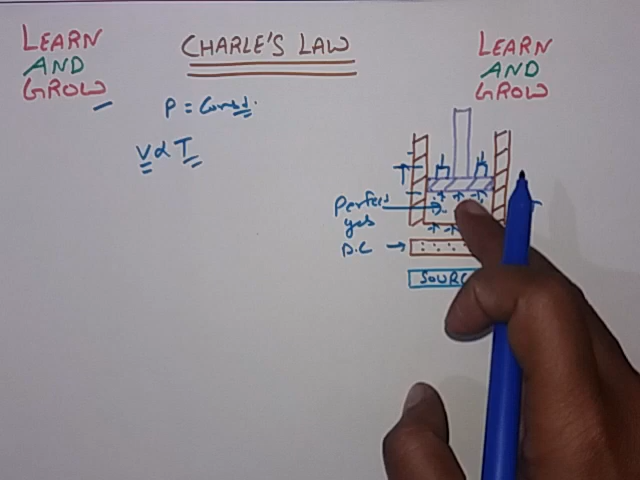 LEARN
AND
GROW
CHARLE'S LAW
LEARN
AND
GROW
P = Const.
V ∝ T
Perfect
gas
D.C
SOURC